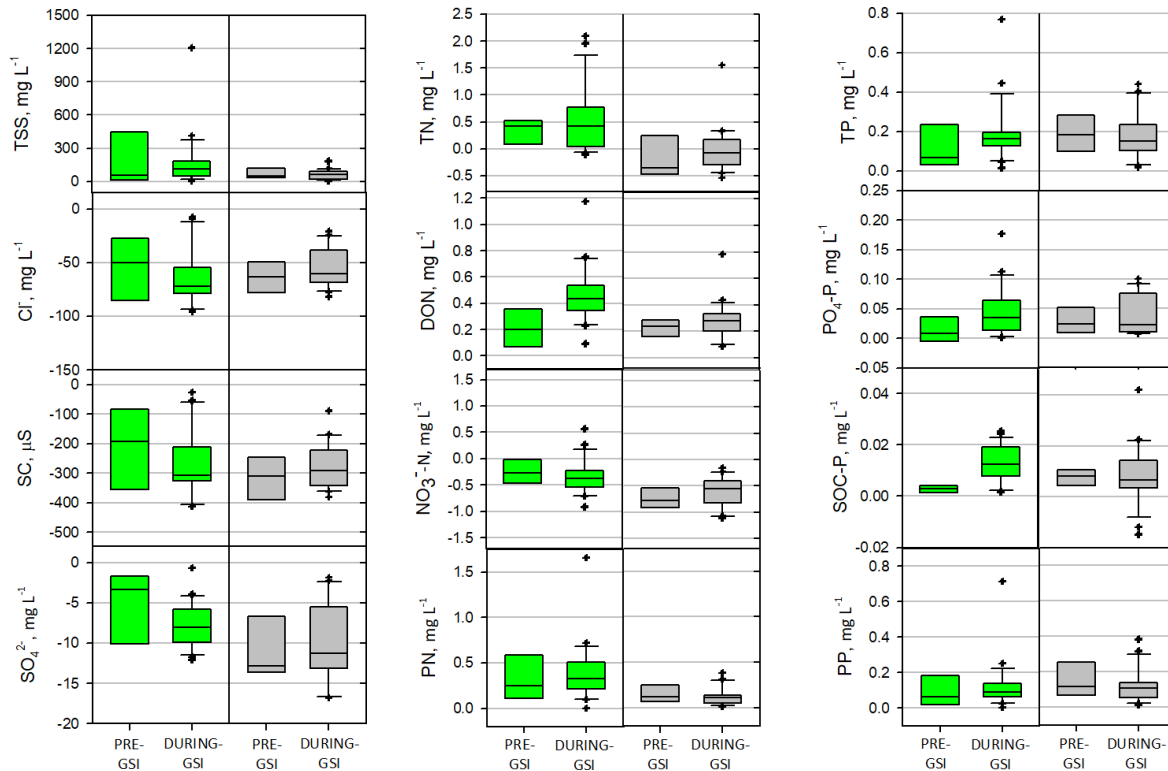 TSS, mg L⁻¹
1500
1200
900
600
300
0
Cl⁻, mg L⁻¹
0
-50
-100
-150
SC, µS
0
-100
-200
-300
-400
-500
SO₄²⁻, mg L⁻¹
0
-5
-10
-15
-20
PRE-
GSI
DURING-
GSI
PRE-
GSI
DURING-
GSI
TN, mg L⁻¹
2.5
2.0
1.5
1.0
0.5
0.0
-0.5
DON, mg L⁻¹
1.2
1.0
0.8
0.6
0.4
0.2
0.0
NO₃⁻-N, mg L⁻¹
1.5
1.0
0.5
0.0
-0.5
-1.0
-1.5
PN, mg L⁻¹
1.5
1.0
0.5
0.0
PRE-
GSI
DURING-
GSI
PRE-
GSI
DURING-
GSI
TP, mg L⁻¹
0.8
0.6
0.4
0.2
0.0
PO₄-P, mg L⁻¹
0.25
0.20
0.15
0.10
0.05
0.00
-0.05
SOC-P, mg L⁻¹
0.04
0.02
0.00
-0.02
PP, mg L⁻¹
0.8
0.6
0.4
0.2
0.0
PRE-
GSI
DURING-
GSI
PRE-
GSI
DURING-
GSI